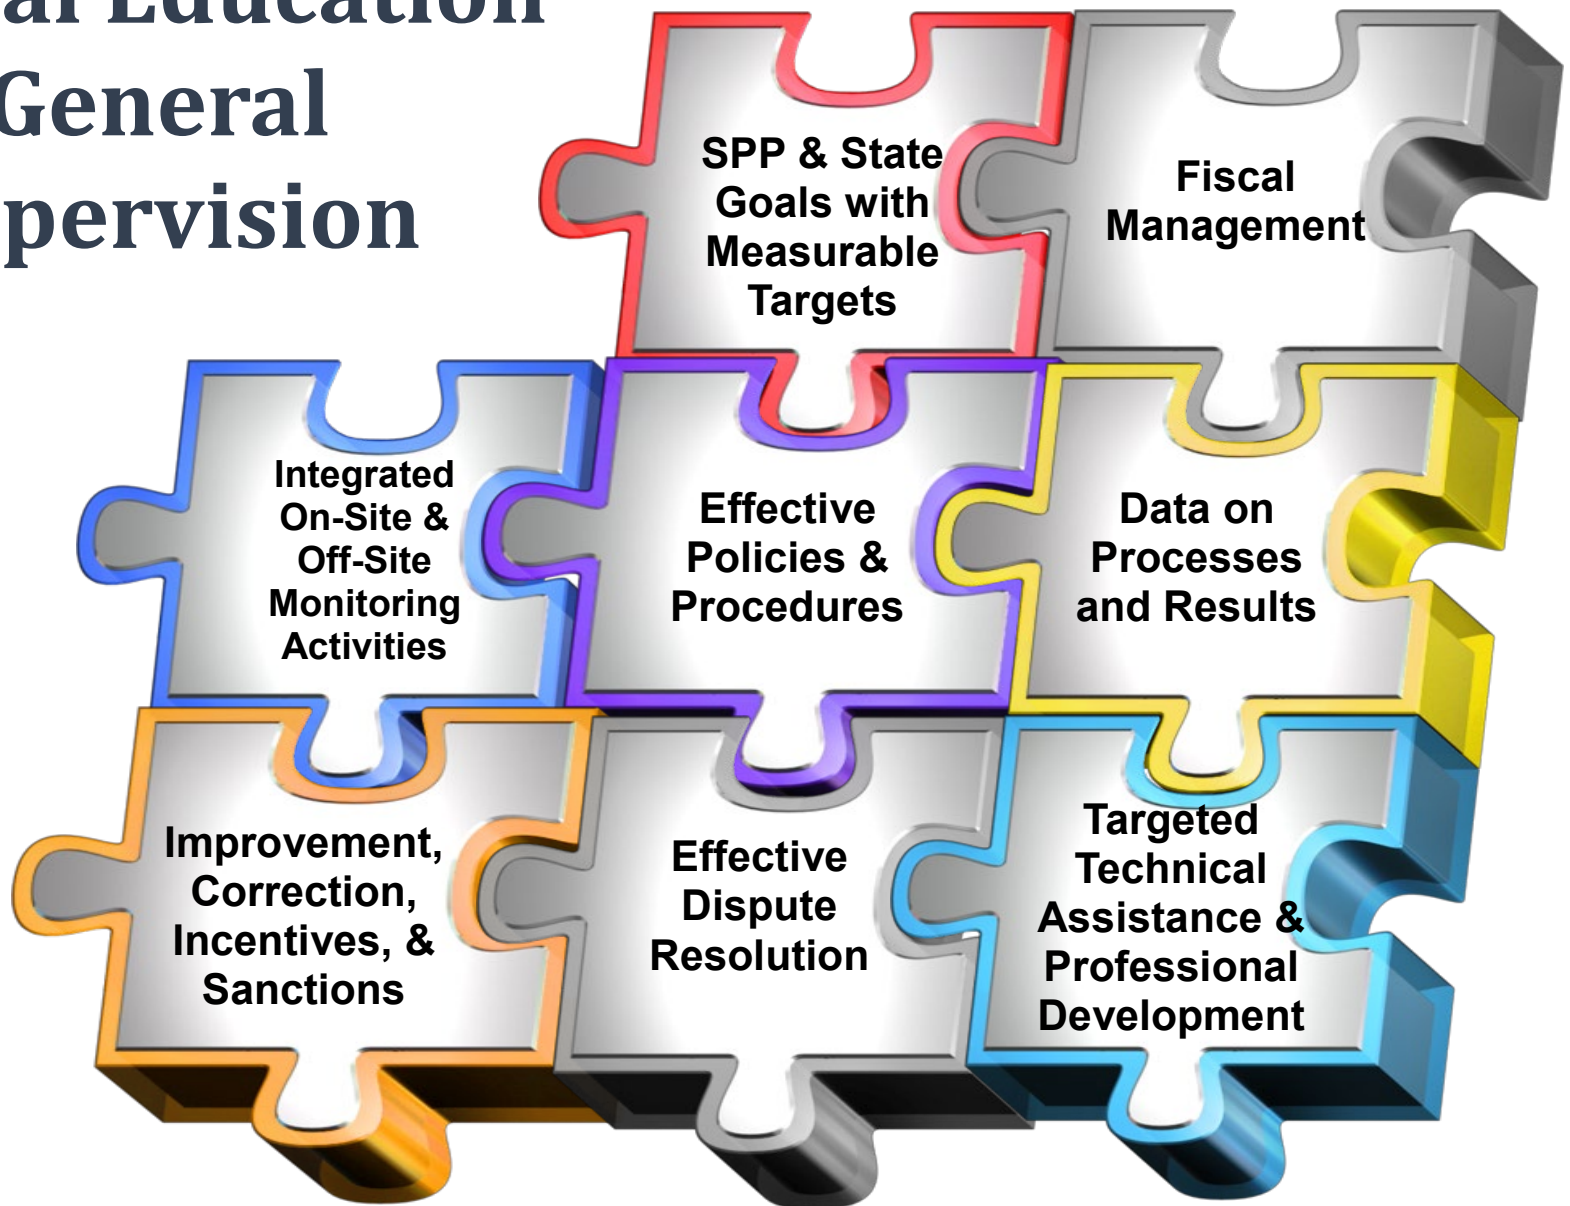 al Education
General
pervision
SPP & State
Goals with
Measurable
Targets
Fiscal
Management
Integrated
On-Site &
Off-Site
Monitoring
Activities
Effective
Policies &
Procedures
Data on
Processes
and Results
Improvement,
Correction,
Incentives, &
Sanctions
Effective
Dispute
Resolution
Targeted
Technical
Assistance &
Professional
Development